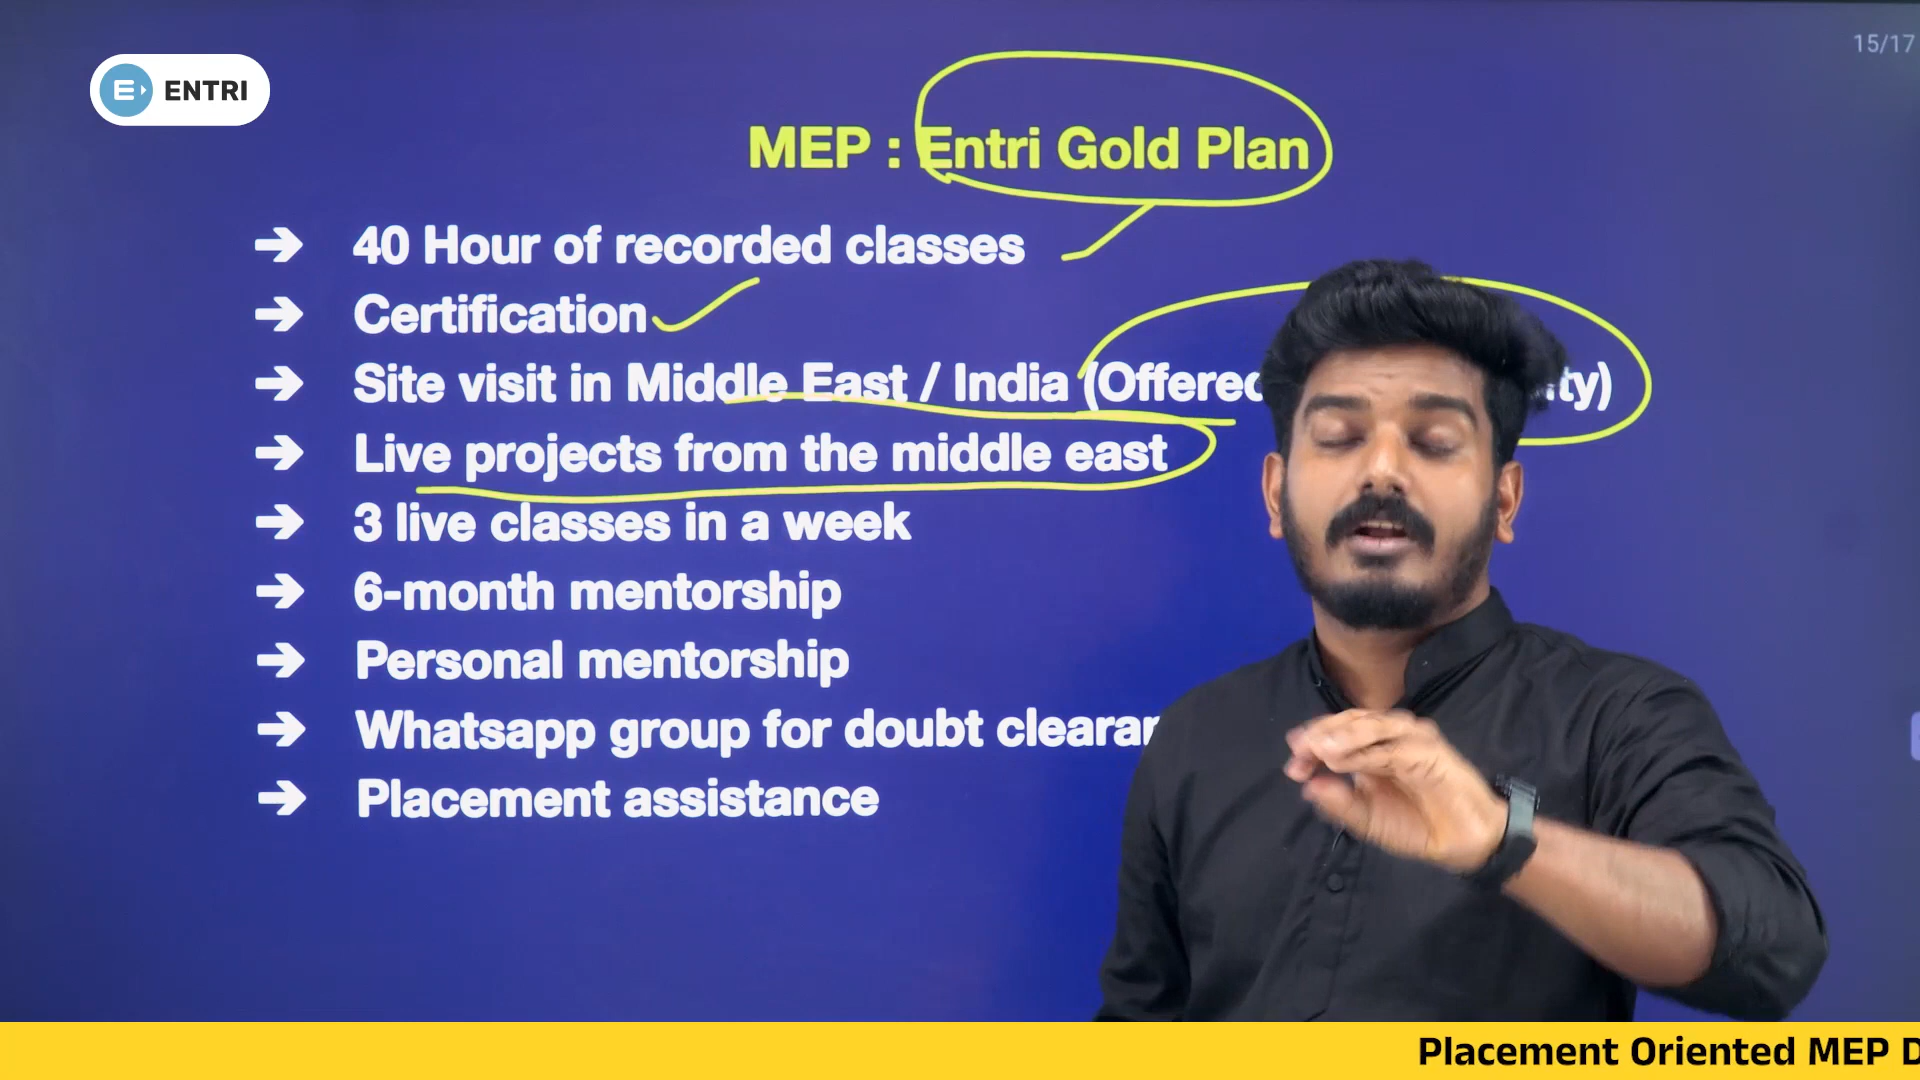 15/17
ENTRI
MEP : Entri Gold Plan
→ 40 Hour of recorded classes
→ Certification
→ Site visit in Middle East / India (Offered
→ Live projects from the middle east
→ 3 live classes in a week
→ 6-month mentorship
→ Personal mentorship
→ Whatsapp group for doubt
→ Placement assistance
Placement Oriented MEP